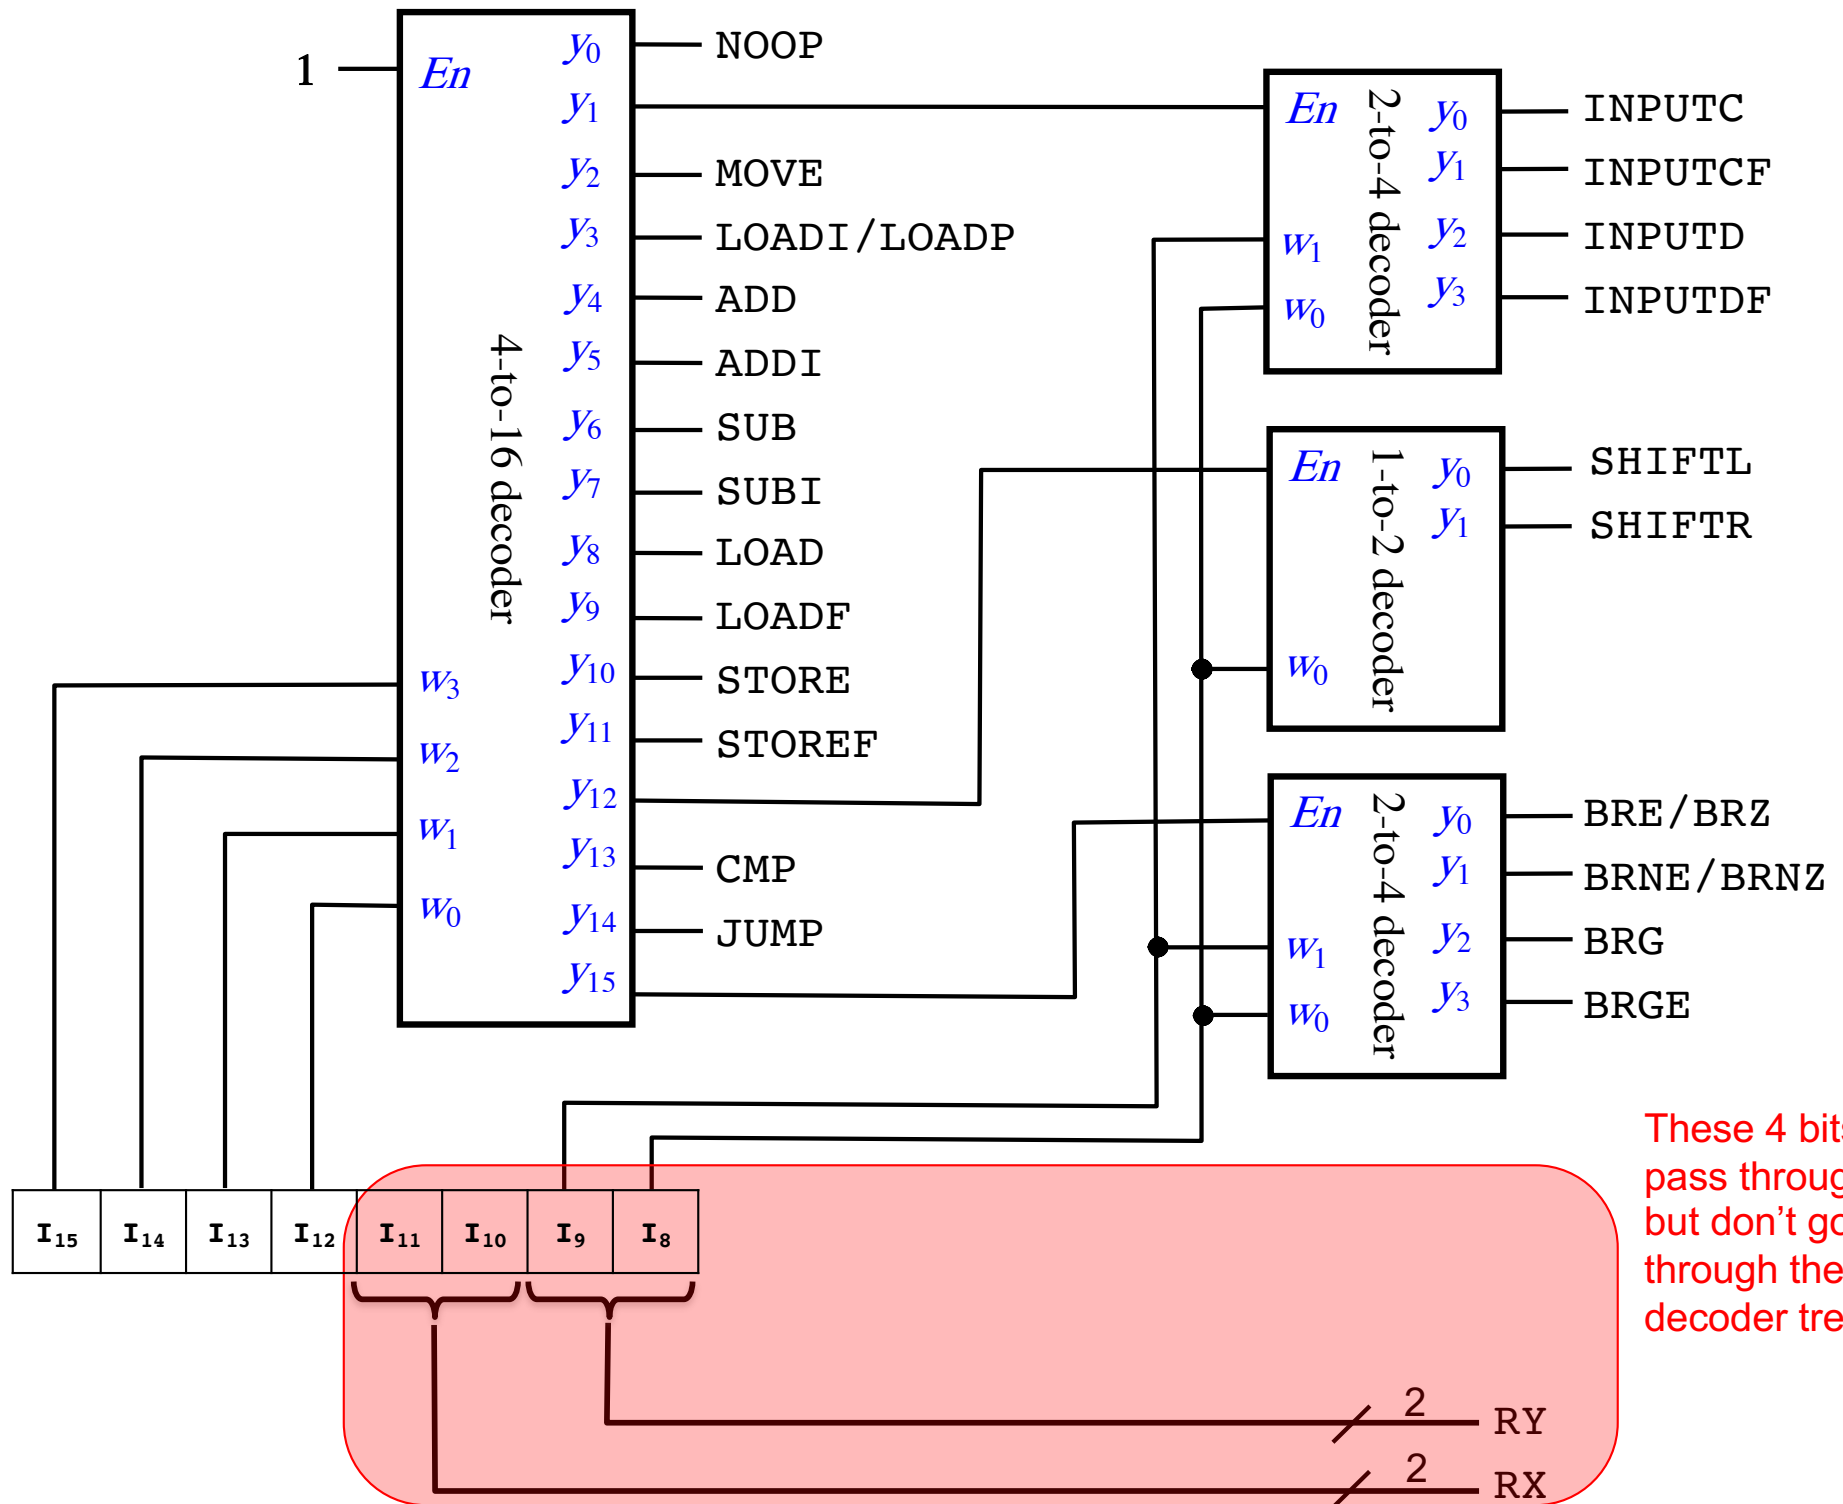 1
En
4-to-16 decoder
w3
w2
w1
w0
y0 NOOP
y1
y2 MOVE
y3 LOADI/LOADP
y4 ADD
y5 ADDI
y6 SUB
y7 SUBI
y8 LOAD
y9 LOADF
y10 STORE
y11 STOREF
y12
y13 CMP
y14 JUMP
y15
En
w1
w0
2-to-4 decoder
y0 INPUTC
y1 INPUTCF
y2 INPUTD
y3 INPUTDF
En
w0
1-to-2 decoder
y0 SHIFTL
y1 SHIFTR
En
w1
w0
2-to-4 decoder
y0 BRE/BRZ
y1 BRNE/BRNZ
y2 BRG
y3 BRGE
I15 I14 I13 I12 I11 I10 I9 I8
These 4
pass
but don't
through the
decoder
2 RY
2 RX